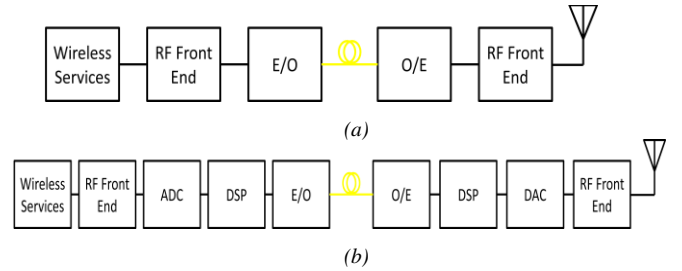 Wireless Services
RF Front End
E/O
O/E
RF Front End
(a)
Wireless Services
RF Front End
ADC
DSP
E/O
O/E
DSP
DAC
RF Front End
(b)